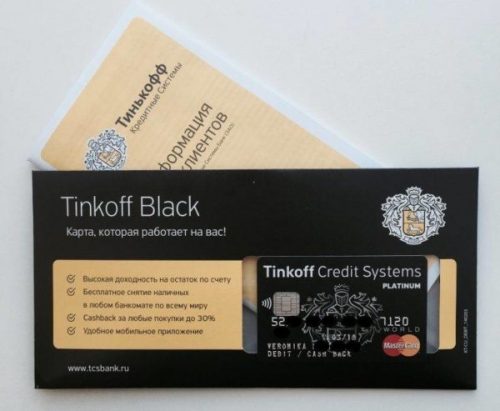 Тинькофф
Кредитные Системы
формация
клиентов
Tinkoff Black
Карта, которая работает на вас!
Высокая доходность на остаток по счету
Бесплатное снятие наличных
в любом банкомате по всему миру
Cashback за любые покупки до 30%
Удобное мобильное приложение
www.tcsbank.ru
Tinkoff Credit Systems
PLATINUM
52 7120
WORLD
VERONIKA
DEBIT / CASH BACK
MasterCard